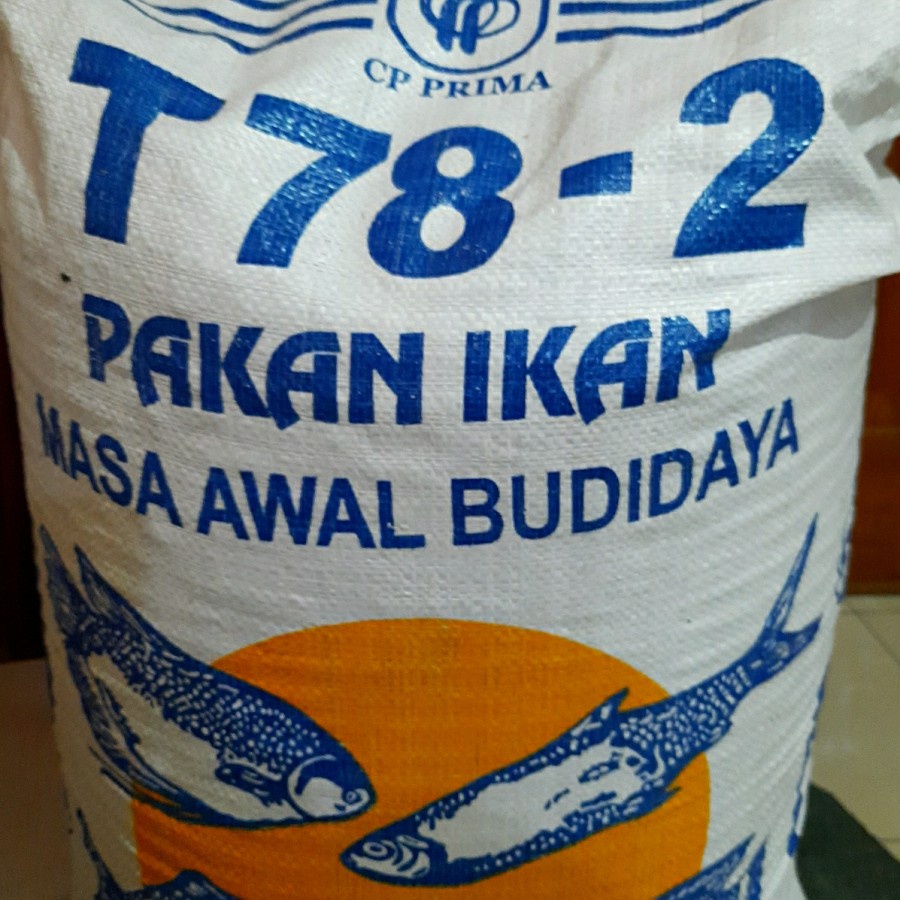 CP PRIMA
T78-2
PAKAN IKAN
MASA AWAL BUDIDAYA